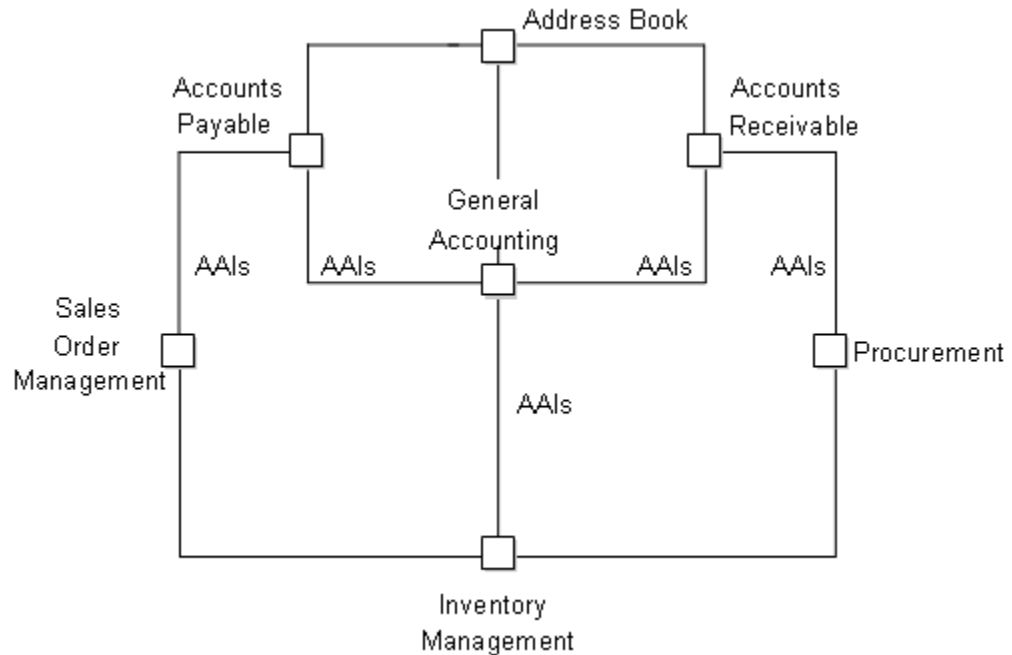 Address Book
Accounts
Payable
Accounts
Receivable
General
Accounting
AAIs
AAIs
AAIs
AAIs
Sales
Order
Management
Procurement
AAIs
Inventory
Management